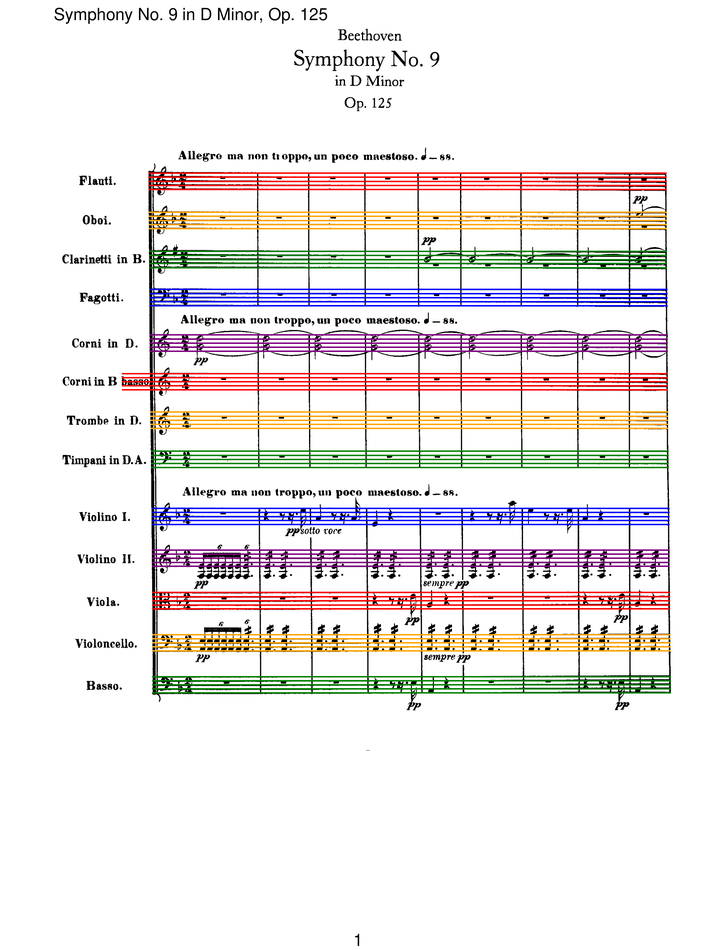 Symphony No. 9 in D Minor, Op. 125
Beethoven
Symphony No. 9
in D Minor
Op. 125
Allegro ma non troppo, un poco maestoso. ♩ = 88.
Flauti.
pp
Oboi.
pp
Clarinetti in B.
Fagotti.
Allegro ma non troppo, un poco maestoso. ♩ = 88.
Corni in D.
pp
Corni in B basso.
Trombe in D.
Timpani in D.A.
Allegro ma non troppo, un poco maestoso. ♩ = 88.
Violino I.
pp sotto voce
6 6
Violino II.
pp sempre pp
Viola.
pp pp
6 6
Violoncello.
pp sempre pp
Basso.
pp pp
1